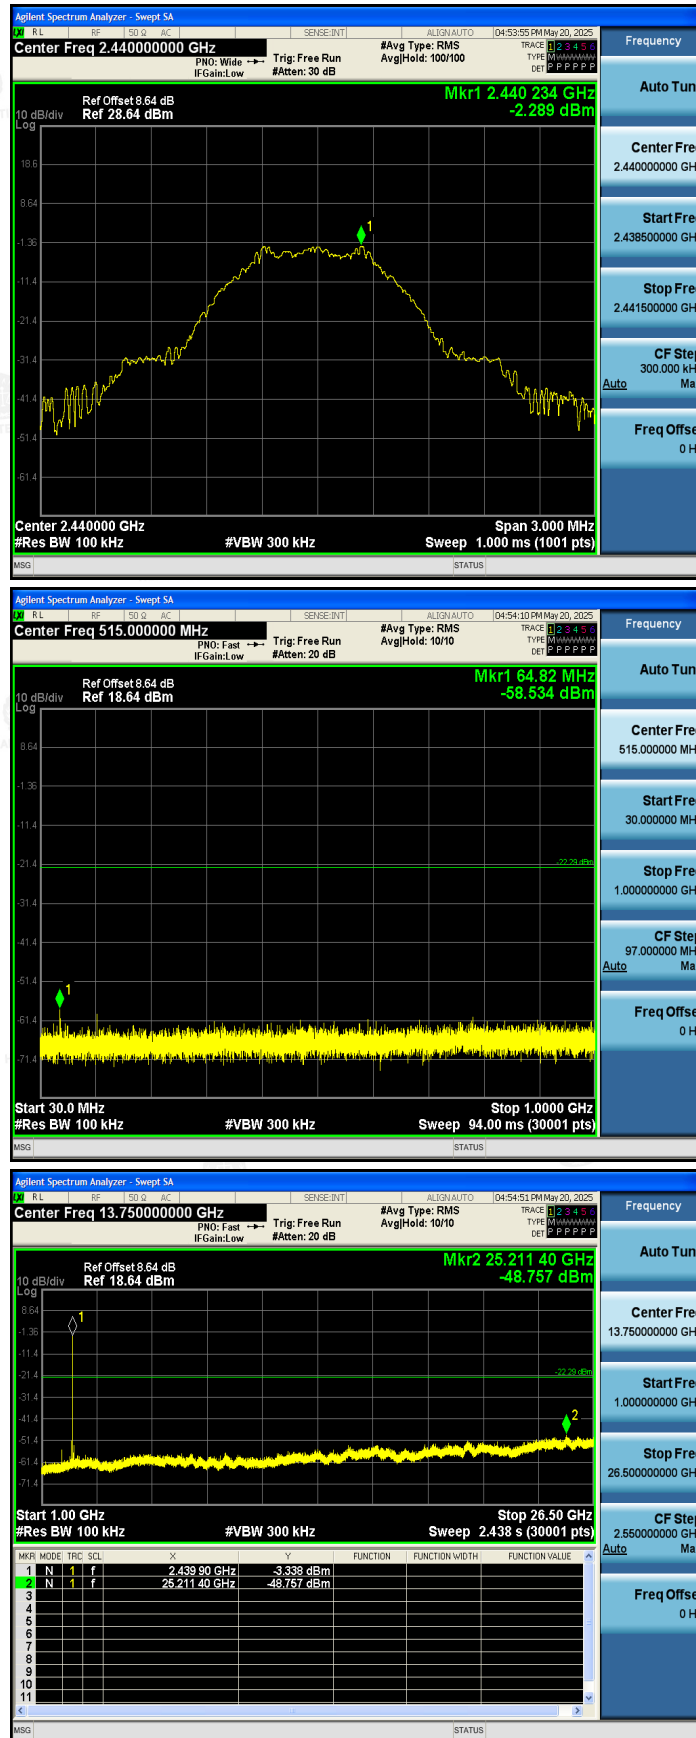 Agilent Spectrum Analyzer - Swept SA
LXI RL RF 50 Ω AC SENSE:INT ALIGNAUTO 04:53:55 PM May 20, 2025
Center Freq 2.440000000 GHz
PNO: Wide
IFGain:Low
Trig: Free Run
#Atten: 30 dB
#Avg Type: RMS
Avg|Hold: 100/100
TRACE 1 2 3 4 5 6
TYPE M
DET P P P P P P
Frequency
Ref Offset 8.64 dB
10 dB/div Ref 28.64 dBm
Log
Mkr1 2.440 234 GHz
-2.289 dBm
18.6
8.64
-1.36
-11.4
-21.4
-31.4
-41.4
-51.4
-61.4
1
Center 2.440000 GHz Span 3.000 MHz
#Res BW 100 kHz #VBW 300 kHz Sweep 1.000 ms (1001 pts)
MSG STATUS
Auto Tun
Center Fre
2.440000000 GH
Start Fre
2.438500000 GH
Stop Fre
2.441500000 GH
CF Ste
300.000 kH
Auto Ma
Freq Offse
0 H
Agilent Spectrum Analyzer - Swept SA
LXI RL RF 50 Ω AC SENSE:INT ALIGNAUTO 04:54:10 PM May 20, 2025
Center Freq 515.000000 MHz
PNO: Fast
IFGain:Low
Trig: Free Run
#Atten: 20 dB
#Avg Type: RMS
Avg|Hold: 10/10
TRACE 1 2 3 4 5 6
TYPE M
DET P P P P P P
Frequency
Ref Offset 8.64 dB
10 dB/div Ref 18.64 dBm
Log
Mkr1 64.82 MHz
-58.534 dBm
8.64
-1.36
-11.4
-21.4
-31.4
-41.4
-51.4
-61.4
-71.4
-22.29 dBm
1
Start 30.0 MHz Stop 1.0000 GHz
#Res BW 100 kHz #VBW 300 kHz Sweep 94.00 ms (30001 pts)
MSG STATUS
Auto Tun
Center Fre
515.000000 MH
Start Fre
30.000000 MH
Stop Fre
1.000000000 GH
CF Ste
97.000000 MH
Auto Ma
Freq Offse
0 H
Agilent Spectrum Analyzer - Swept SA
LXI RL RF 50 Ω AC SENSE:INT ALIGNAUTO 04:54:51 PM May 20, 2025
Center Freq 13.750000000 GHz
PNO: Fast
IFGain:Low
Trig: Free Run
#Atten: 20 dB
#Avg Type: RMS
Avg|Hold: 10/10
TRACE 1 2 3 4 5 6
TYPE M
DET P P P P P P
Frequency
Ref Offset 8.64 dB
10 dB/div Ref 18.64 dBm
Log
Mkr2 25.211 40 GHz
-48.757 dBm
8.64
-1.36
-11.4
-21.4
-31.4
-41.4
-51.4
-61.4
-71.4
-22.29 dBm
1
2
Start 1.00 GHz Stop 26.50 GHz
#Res BW 100 kHz #VBW 300 kHz Sweep 2.438 s (30001 pts)
MKR MODE TRC SCL X Y FUNCTION FUNCTION WIDTH FUNCTION VALUE
1 N 1 f 2.439 90 GHz -3.338 dBm
2 N 1 f 25.211 40 GHz -48.757 dBm
3
4
5
6
7
8
9
10
11
MSG STATUS
Auto Tun
Center Fre
13.750000000 GH
Start Fre
1.000000000 GH
Stop Fre
26.500000000 GH
CF Ste
2.550000000 GH
Auto Ma
Freq Offse
0 H